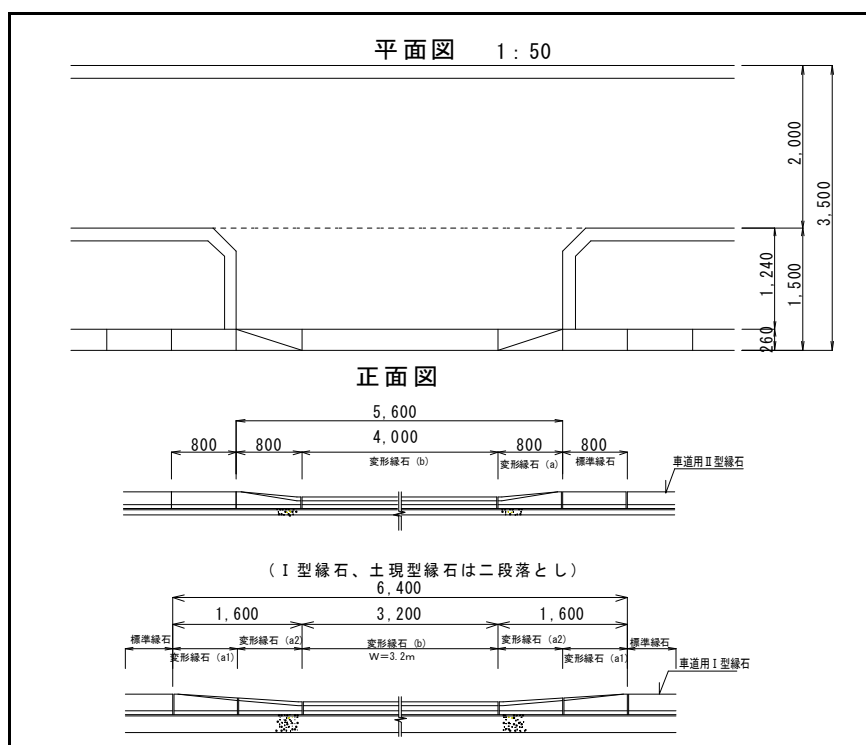 平面図 1：50
2,000
3,500
1,240
1,500
260
正面図
5,600
800 800 4,000 800 800
変形縁石（b） 変形縁石（a） 標準縁石
車道用Ⅱ型縁石
（Ⅰ型縁石、土現型縁石は二段落とし）
6,400
1,600 3,200 1,600
標準縁石 変形縁石（a2） 変形縁石（b） 変形縁石（a2） 標準縁石
変形縁石（a1） W＝3.2m 変形縁石（a1）
車道用Ⅰ型縁石